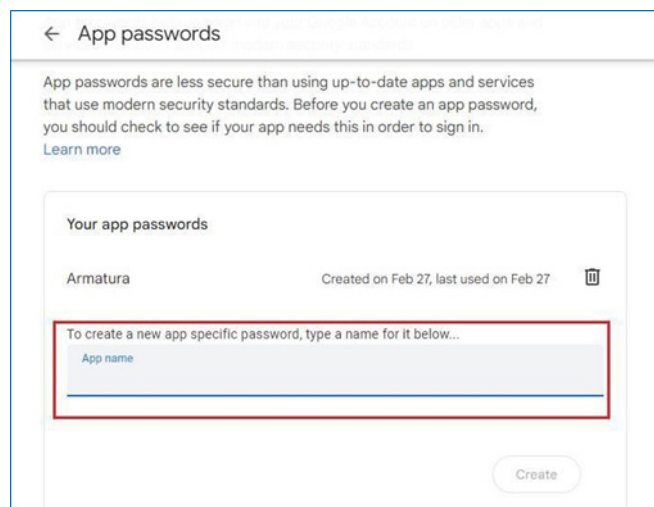 App passwords
App passwords are less secure than using up-to-date apps and services
that use modern security standards. Before you create an app password,
you should check to see if your app needs this in order to sign in.
Learn more
Your app passwords
Armatura
Created on Feb 27, last used on Feb 27
To create a new app specific password, type a name for it below...
App name
Create